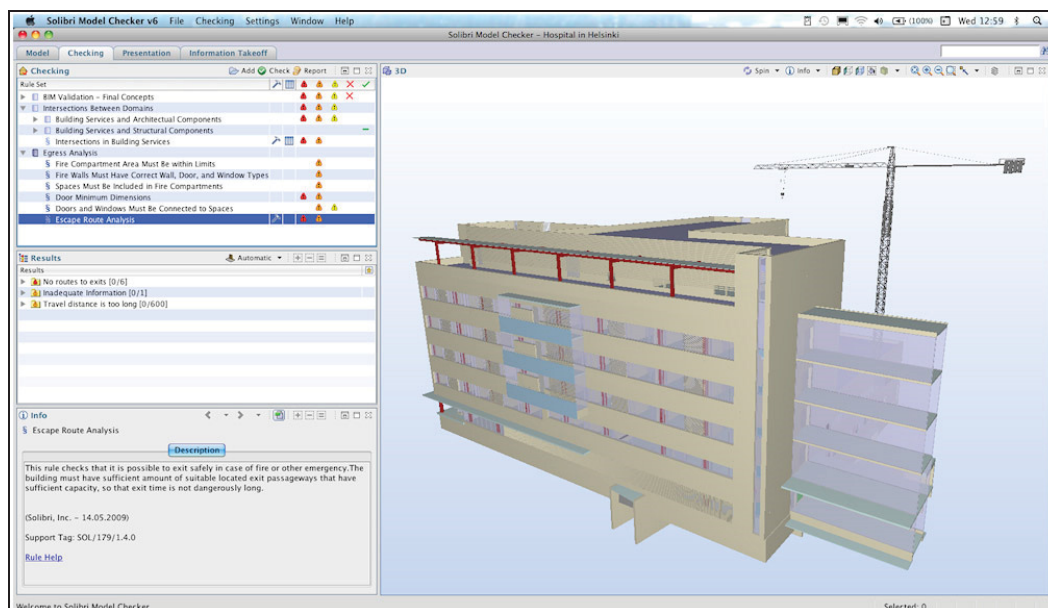 Solibri Model Checker v6 File Checking Settings Window Help (100%) Wed 12:59
Solibri Model Checker - Hospital in Helsinki
Model Checking Presentation Information Takeoff
Checking Add Check Report
Rule Set
BIM Validation - Final Concepts
Intersections Between Domains
Building Services and Architectual Components
Building Services and Structural Components
§ Intersections in Building Services
Egress Analysis
§ Fire Compartment Area Must Be within Limits
§ Fire Walls Must Have Correct Wall, Door, and Window Types
§ Spaces Must Be Included in Fire Compartments
§ Door Minimum Dimensions
§ Doors and Windows Must Be Connected to Spaces
§ Escape Route Analysis
Results Automatic
Results
No routes to exits [0/6]
Inadequate Information [0/1]
Travel distance is too long [0/600]
Info
§ Escape Route Analysis
Description
This rule checks that it is possible to exit safely in case of fire or other emergency.The
building must have sufficient amount of suitable located exit passageways that have
sufficient capacity, so that exit time is not dangerously long.
(Solibri, Inc. - 14.05.2009)
Support Tag: SOL/179/1.4.0
Rule Help
3D Spin Info
Welcome to Solibri Model Checker Selected: 0